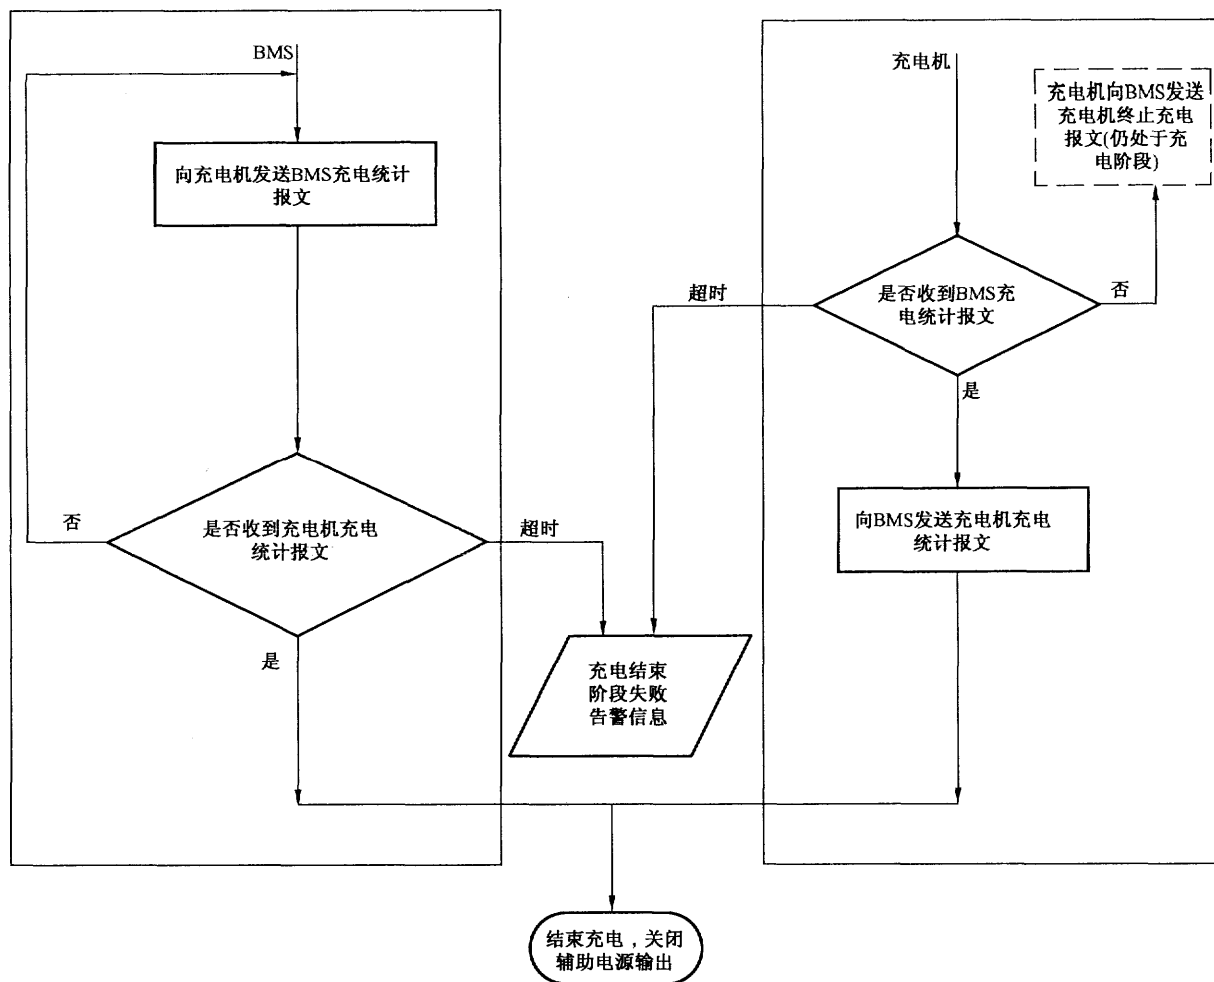 BMS
向充电机发送BMS充电统计
报文
否
是否收到充电机充电
统计报文
超时
是
充电机
充电机向BMS发送
充电机终止充电
报文(仍处于充
电阶段)
超时
是否收到BMS充
电统计报文
否
是
向BMS发送充电机充电
统计报文
充电结束
阶段失败
告警信息
结束充电，关闭
辅助电源输出